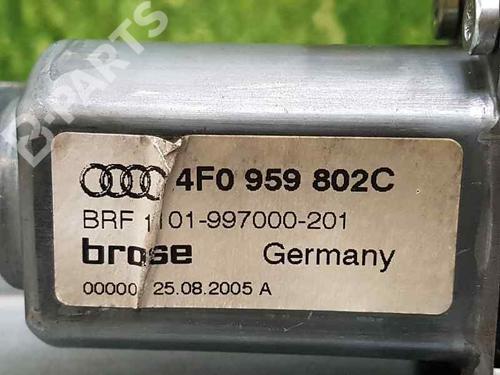 B-PARTS
4F0 959 802C
BRF 1101-997000-201
brose Germany
00000 25.08.2005 A